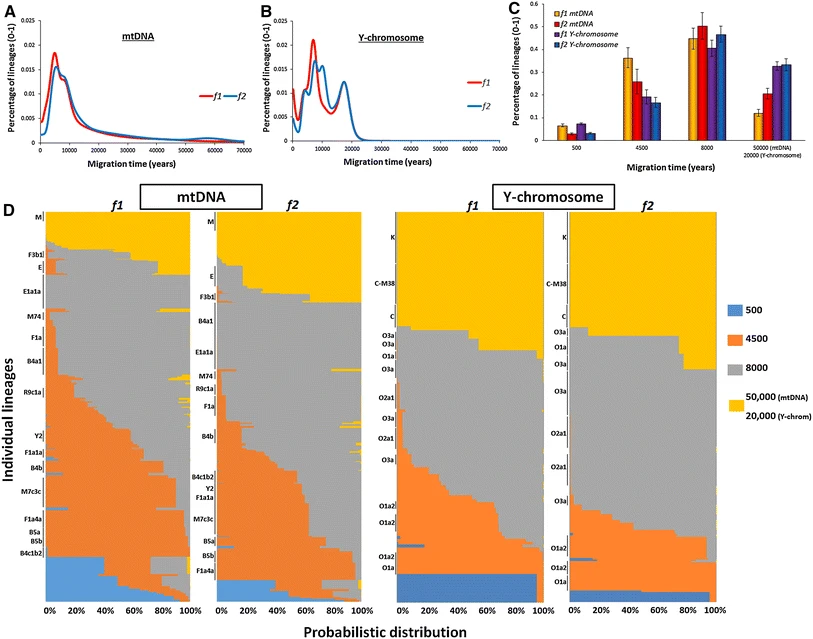 A
mtDNA
Percentage of lineages (0-1)
0.025
0.02
0.015
0.01
0.005
0
0 10000 20000 30000 40000 50000 60000 70000
Migration time (years)
f1 f2
B
Y-chromosome
Percentage of lineages (0-1)
0.025
0.02
0.015
0.01
0.005
0
0 10000 20000 30000 40000 50000 60000 70000
Migration time (years)
f1
f2
C
Percentage of lineages (0-1)
0.6
0.5
0.4
0.3
0.2
0.1
0
f1 mtDNA
f2 mtDNA
f1 Y-Chromosome
f2 Y-Chromosome
500 4500 8000 50000 (mtDNA)
20000 (Y-chromosome)
Migration time (years)
D
mtDNA
Y-chromosome
f1
f2
f1
f2
Individual lineages
M
F3b1
E
E1a1a
M74
F1a
B4a1
R9c1a
Y2
F1a1a
B4b
M7c3c
F1a4a
B5a
B5b
B4c1b2
0% 20% 40% 60% 80% 100%
M
E
F3b1
B4a1
E1a1a
M74
R9c1a
F1a
B4b
B4c1b2
Y2
F1a1a
M7c3c
B5a
B5b
F1a4a
0% 20% 40% 60% 80% 100%
K
C-M38
C
O3a
O3a
O1a
O3a
O2a1
O3a
O2a1
O3a
O1a2
O1a2
O1a2
O1a
0% 20% 40% 60% 80% 100%
K
C-M38
C
O3a
O1a
O3a
O2a1
O2a1
O3a
O1a2
O1a2
O1a
0% 20% 40% 60% 80% 100%
500
4500
8000
50,000 (mtDNA)
20,000 (Y-chrom)
Probabilistic distribution